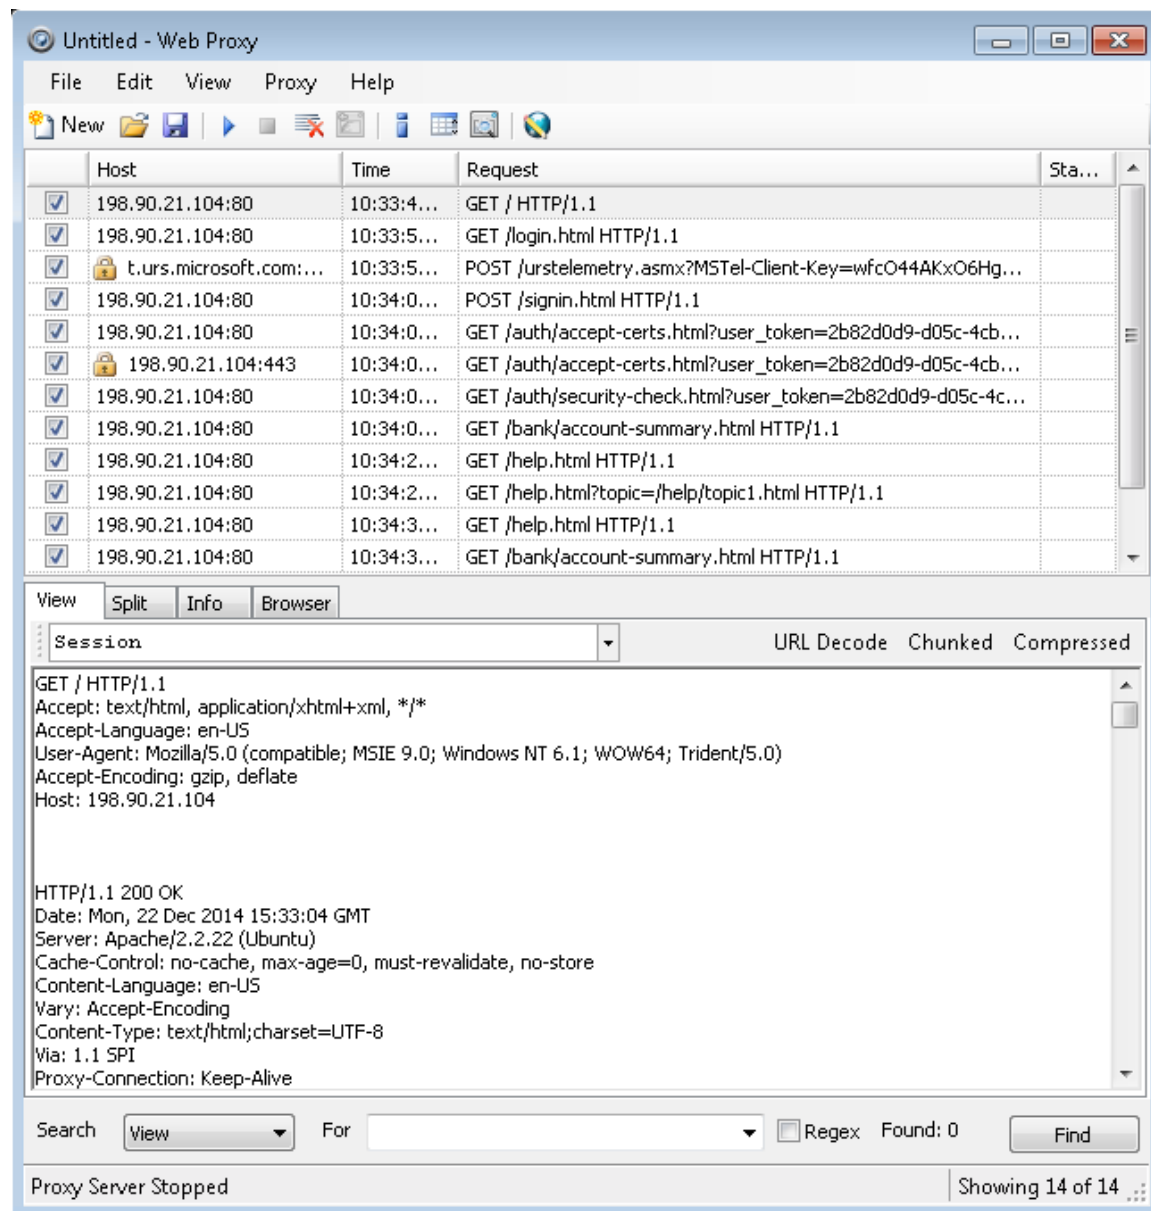 Untitled - Web Proxy
File Edit View Proxy Help
New
Host Time Request Sta...
198.90.21.104:80 10:33:4... GET / HTTP/1.1
198.90.21.104:80 10:33:5... GET /login.html HTTP/1.1
t.urs.microsoft.com:... 10:33:5... POST /urstelemetry.asmx?MSTel-Client-Key=wfcO44AKxO6Hg...
198.90.21.104:80 10:34:0... POST /signin.html HTTP/1.1
198.90.21.104:80 10:34:0... GET /auth/accept-certs.html?user_token=2b82d0d9-d05c-4cb...
198.90.21.104:443 10:34:0... GET /auth/accept-certs.html?user_token=2b82d0d9-d05c-4cb...
198.90.21.104:80 10:34:0... GET /auth/security-check.html?user_token=2b82d0d9-d05c-4c...
198.90.21.104:80 10:34:0... GET /bank/account-summary.html HTTP/1.1
198.90.21.104:80 10:34:2... GET /help.html HTTP/1.1
198.90.21.104:80 10:34:2... GET /help.html?topic=/help/topic1.html HTTP/1.1
198.90.21.104:80 10:34:3... GET /help.html HTTP/1.1
198.90.21.104:80 10:34:3... GET /bank/account-summary.html HTTP/1.1
View Split Info Browser
Session URL Decode Chunked Compressed
GET / HTTP/1.1
Accept: text/html, application/xhtml+xml, */*
Accept-Language: en-US
User-Agent: Mozilla/5.0 (compatible; MSIE 9.0; Windows NT 6.1; WOW64; Trident/5.0)
Accept-Encoding: gzip, deflate
Host: 198.90.21.104
HTTP/1.1 200 OK
Date: Mon, 22 Dec 2014 15:33:04 GMT
Server: Apache/2.2.22 (Ubuntu)
Cache-Control: no-cache, max-age=0, must-revalidate, no-store
Content-Language: en-US
Vary: Accept-Encoding
Content-Type: text/html;charset=UTF-8
Via: 1.1 SPI
Proxy-Connection: Keep-Alive
Search View For Regex Found: 0 Find
Proxy Server Stopped Showing 14 of 14